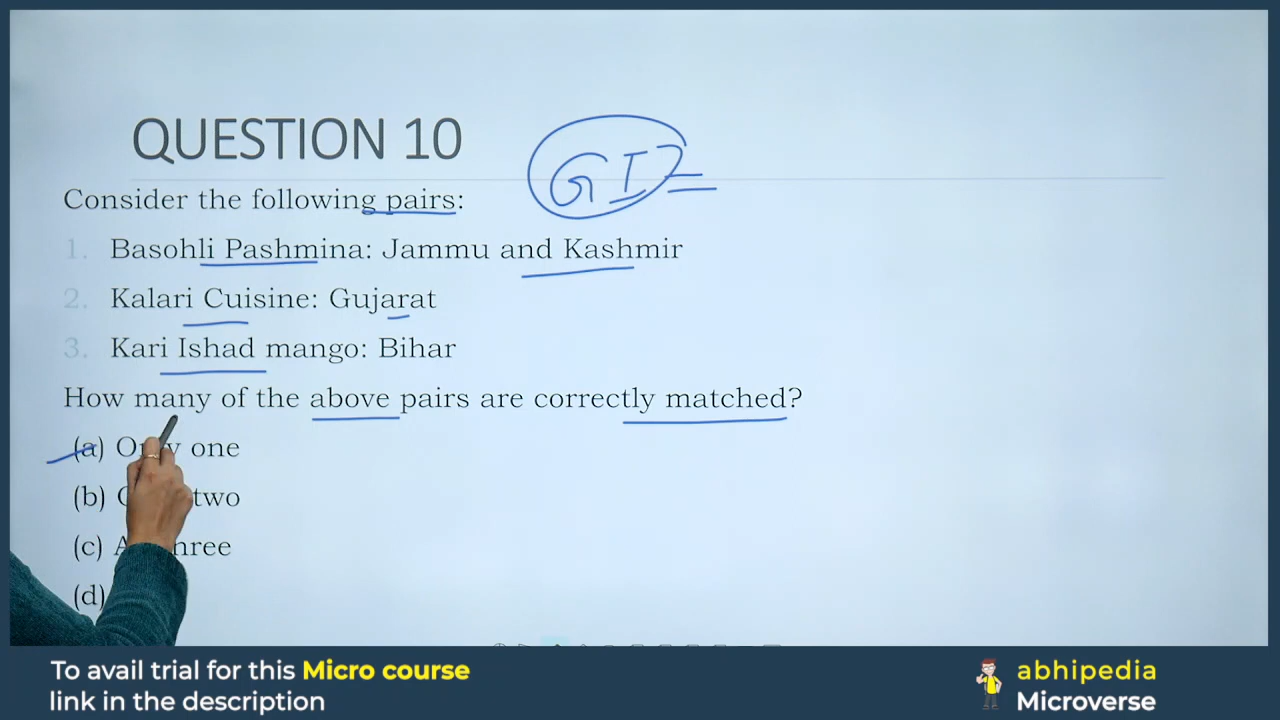 QUESTION 10
GI
Consider the following pairs:
1. Basohli Pashmina: Jammu and Kashmir
2. Kalari Cuisine: Gujarat
3. Kari Ishad mango: Bihar
How many of the above pairs are correctly matched?
(a) Only one
(b) two
(c) three
(d)
To avail trial for this Micro course
link in the description
abhipedia
Microverse